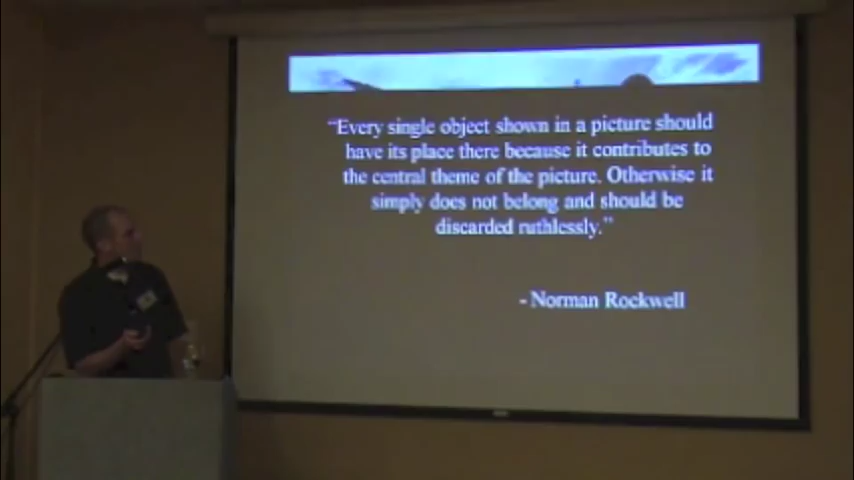 “Every single object shown in a picture should
have its place there because it contributes to
the central theme of the picture. Otherwise it
simply does not belong and should be
discarded ruthlessly.”
- Norman Rockwell